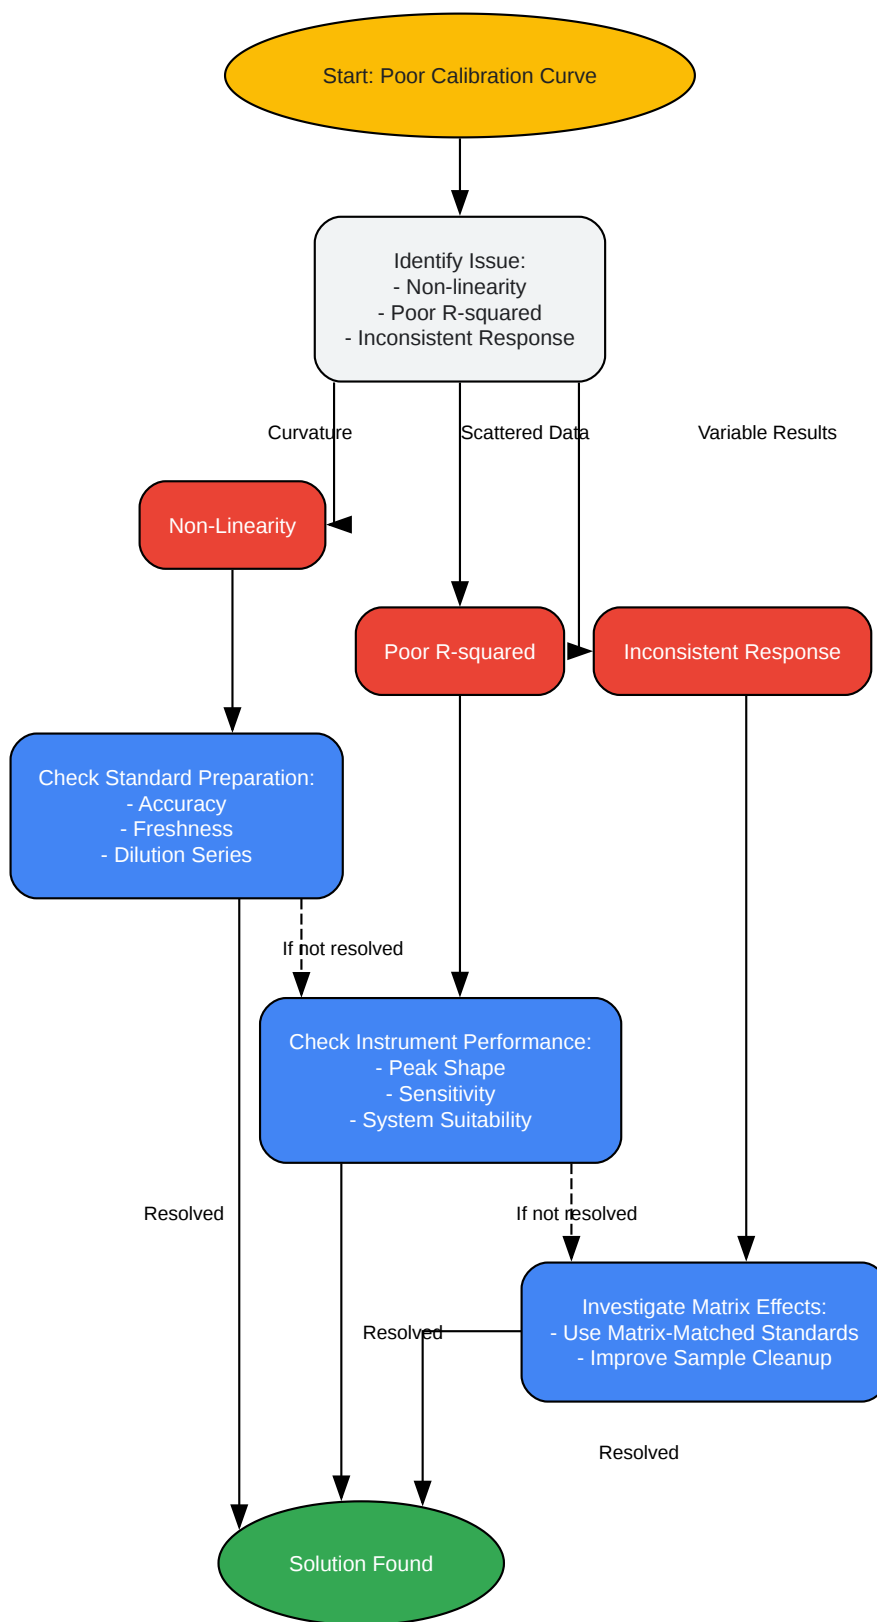 Start: Poor Calibration Curve
Identify Issue:
- Non-linearity
- Poor R-squared
- Inconsistent Response
Curvature
Scattered Data
Variable Results
Non-Linearity
Poor R-squared
Inconsistent Response
Check Standard Preparation:
- Accuracy
- Freshness
- Dilution Series
If not resolved
Check Instrument Performance:
- Peak Shape
- Sensitivity
- System Suitability
Resolved
If not resolved
Investigate Matrix Effects:
- Use Matrix-Matched Standards
- Improve Sample Cleanup
Resolved
Resolved
Solution Found